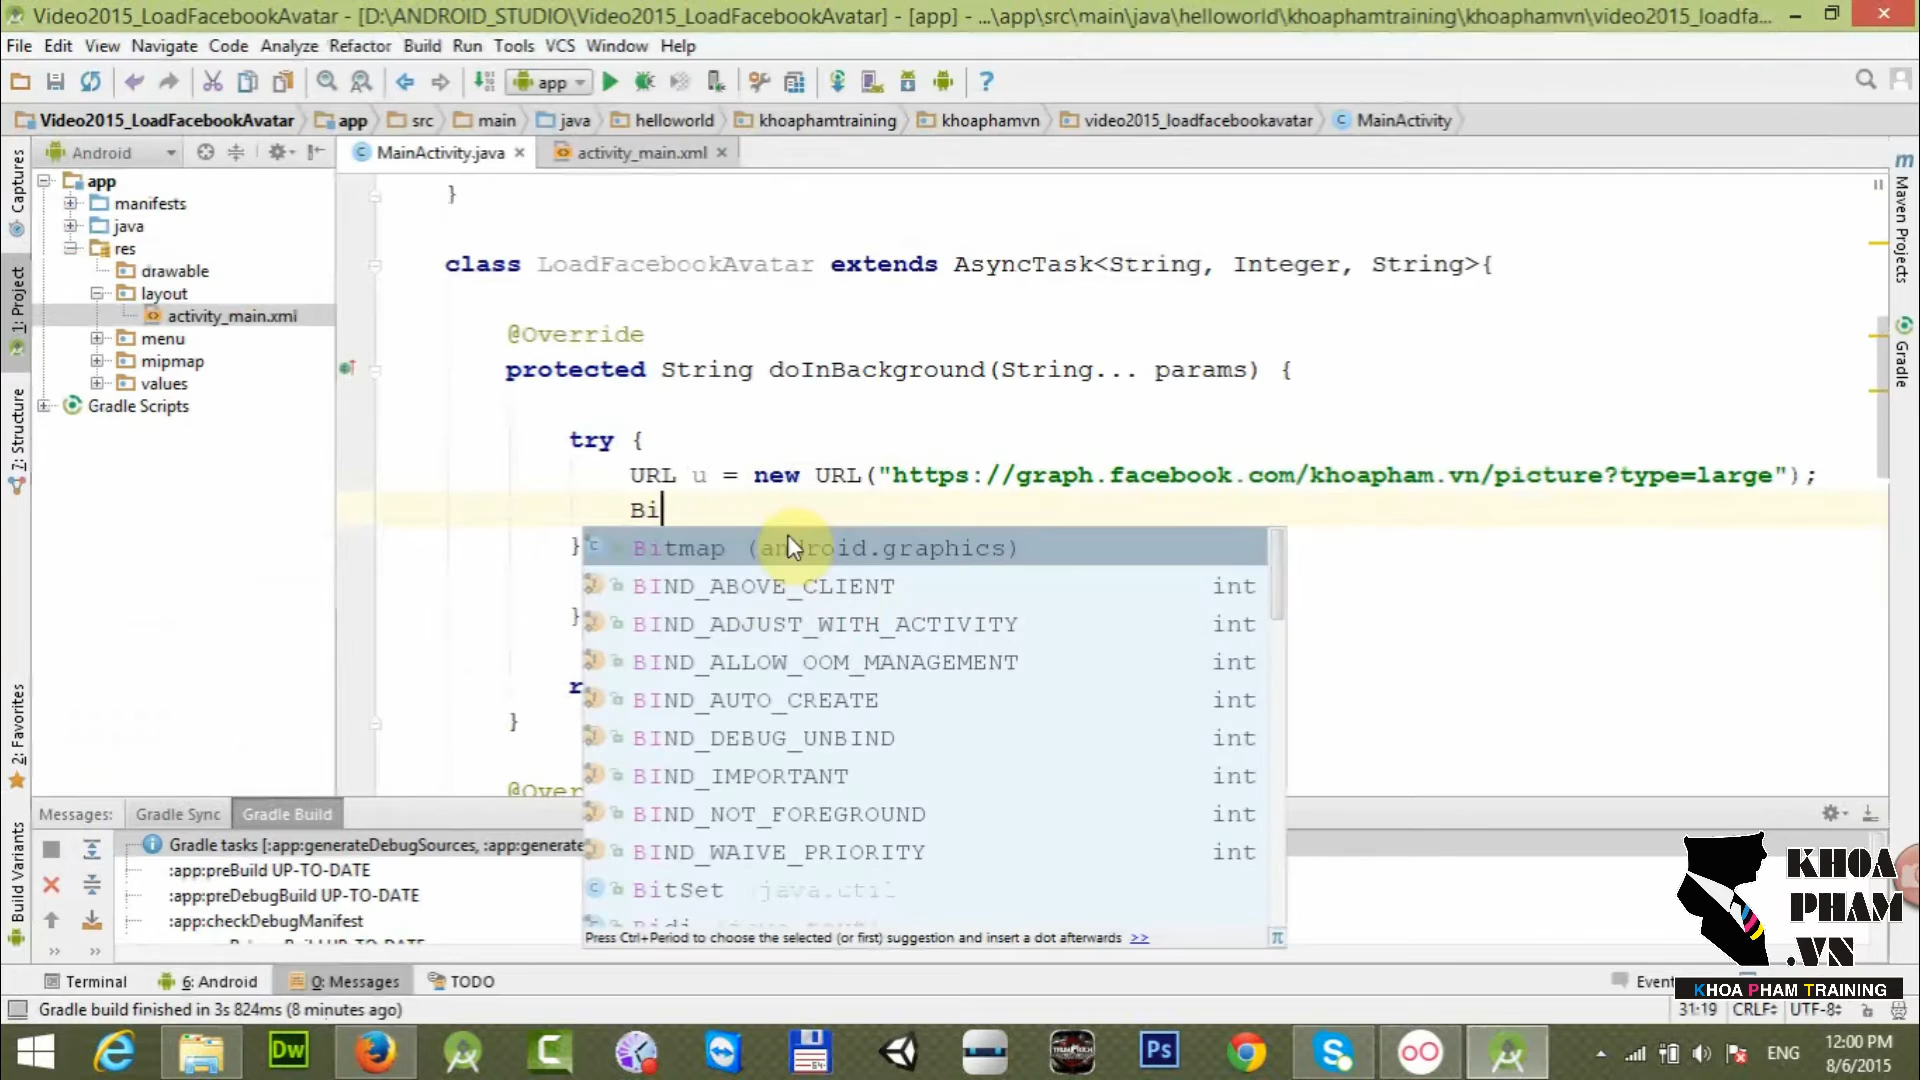 Video2015_LoadFacebookAvatar - [D:\ANDROID_STUDIO\Video2015_LoadFacebookAvatar] - [app] - ...\app\src\main\java\helloworld\khoaphamtraining\khoaphamvn\video2015_loadfa...
File Edit View Navigate Code Analyze Refactor Build Run Tools VCS Window Help
app
Video2015_LoadFacebookAvatar app src main java helloworld khoaphamtraining khoaphamvn video2015_loadfacebookavatar MainActivity
Android MainActivity.java activity_main.xml
Captures
1: Project
7: Structure
2: Favorites
Build Variants
app
manifests
java
res
drawable
layout
activity_main.xml
menu
mipmap
values
Gradle Scripts
}
class LoadFacebookAvatar extends AsyncTask<String, Integer, String>{
@Override
protected String doInBackground(String... params) {
try {
URL u = new URL("https://graph.facebook.com/khoapham.vn/picture?type=large");
Bi
}
}
r
}
@Over
Bitmap (android.graphics)
BIND_ABOVE_CLIENT int
BIND_ADJUST_WITH_ACTIVITY int
BIND_ALLOW_OOM_MANAGEMENT int
BIND_AUTO_CREATE int
BIND_DEBUG_UNBIND int
BIND_IMPORTANT int
BIND_NOT_FOREGROUND int
BIND_WAIVE_PRIORITY int
BitSet java.util
Press Ctrl+Period to choose the selected (or first) suggestion and insert a dot afterwards >>
π
m
Maven Projects
Gradle
Messages: Gradle Sync Gradle Build
Gradle tasks [:app:generateDebugSources, :app:generate
:app:preBuild UP-TO-DATE
:app:preDebugBuild UP-TO-DATE
:app:checkDebugManifest
KHOA
PHAM
.VN
KHOA PHAM TRAINING
Terminal 6: Android 0: Messages TODO Event
Gradle build finished in 3s 824ms (8 minutes ago)
31:19 CRLF UTF-8
Dw
Ps
ENG
12:00 PM
8/6/2015